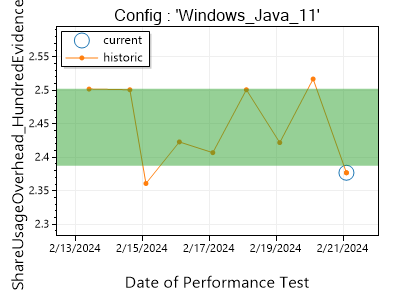 Config : 'Windows_Java_11'
current
historic
ShareUsageOverhead_HundredEvidence
2.55
2.5
2.45
2.4
2.35
2.3
2/13/2024
2/15/2024
2/17/2024
2/19/2024
2/21/2024
Date of Performance Test